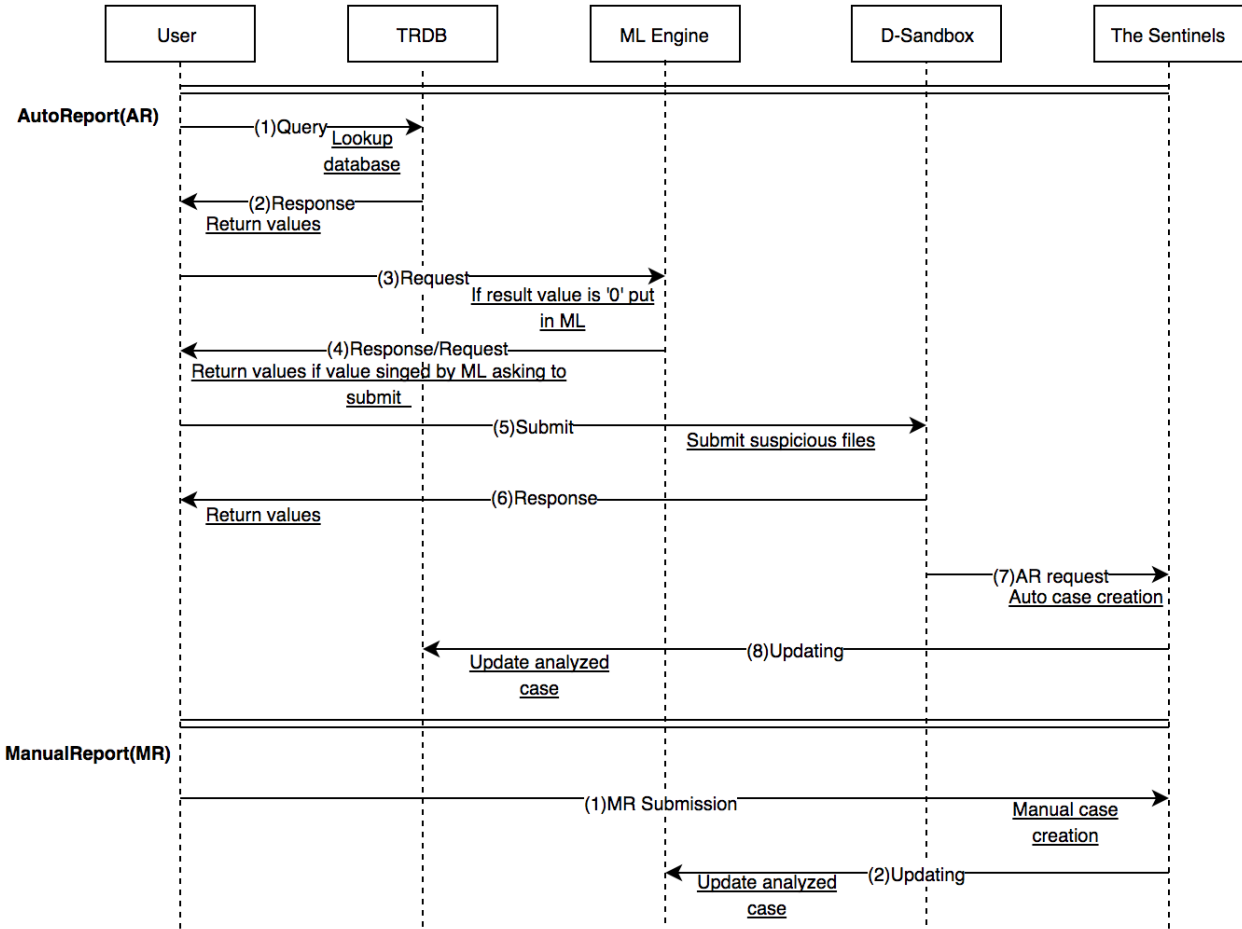 User
TRDB
ML Engine
D-Sandbox
The Sentinels
AutoReport(AR)
(1)Query
Lookup
database
(2)Response
Return values
(3)Request
If result value is '0' put
in ML
(4)Response/Request
Return values if value singed by ML asking to
submit
(5)Submit
Submit suspicious files
(6)Response
Return values
(7)AR request
Auto case creation
(8)Updating
Update analyzed
case
ManualReport(MR)
(1)MR Submission
Manual case
creation
(2)Updating
Update analyzed
case